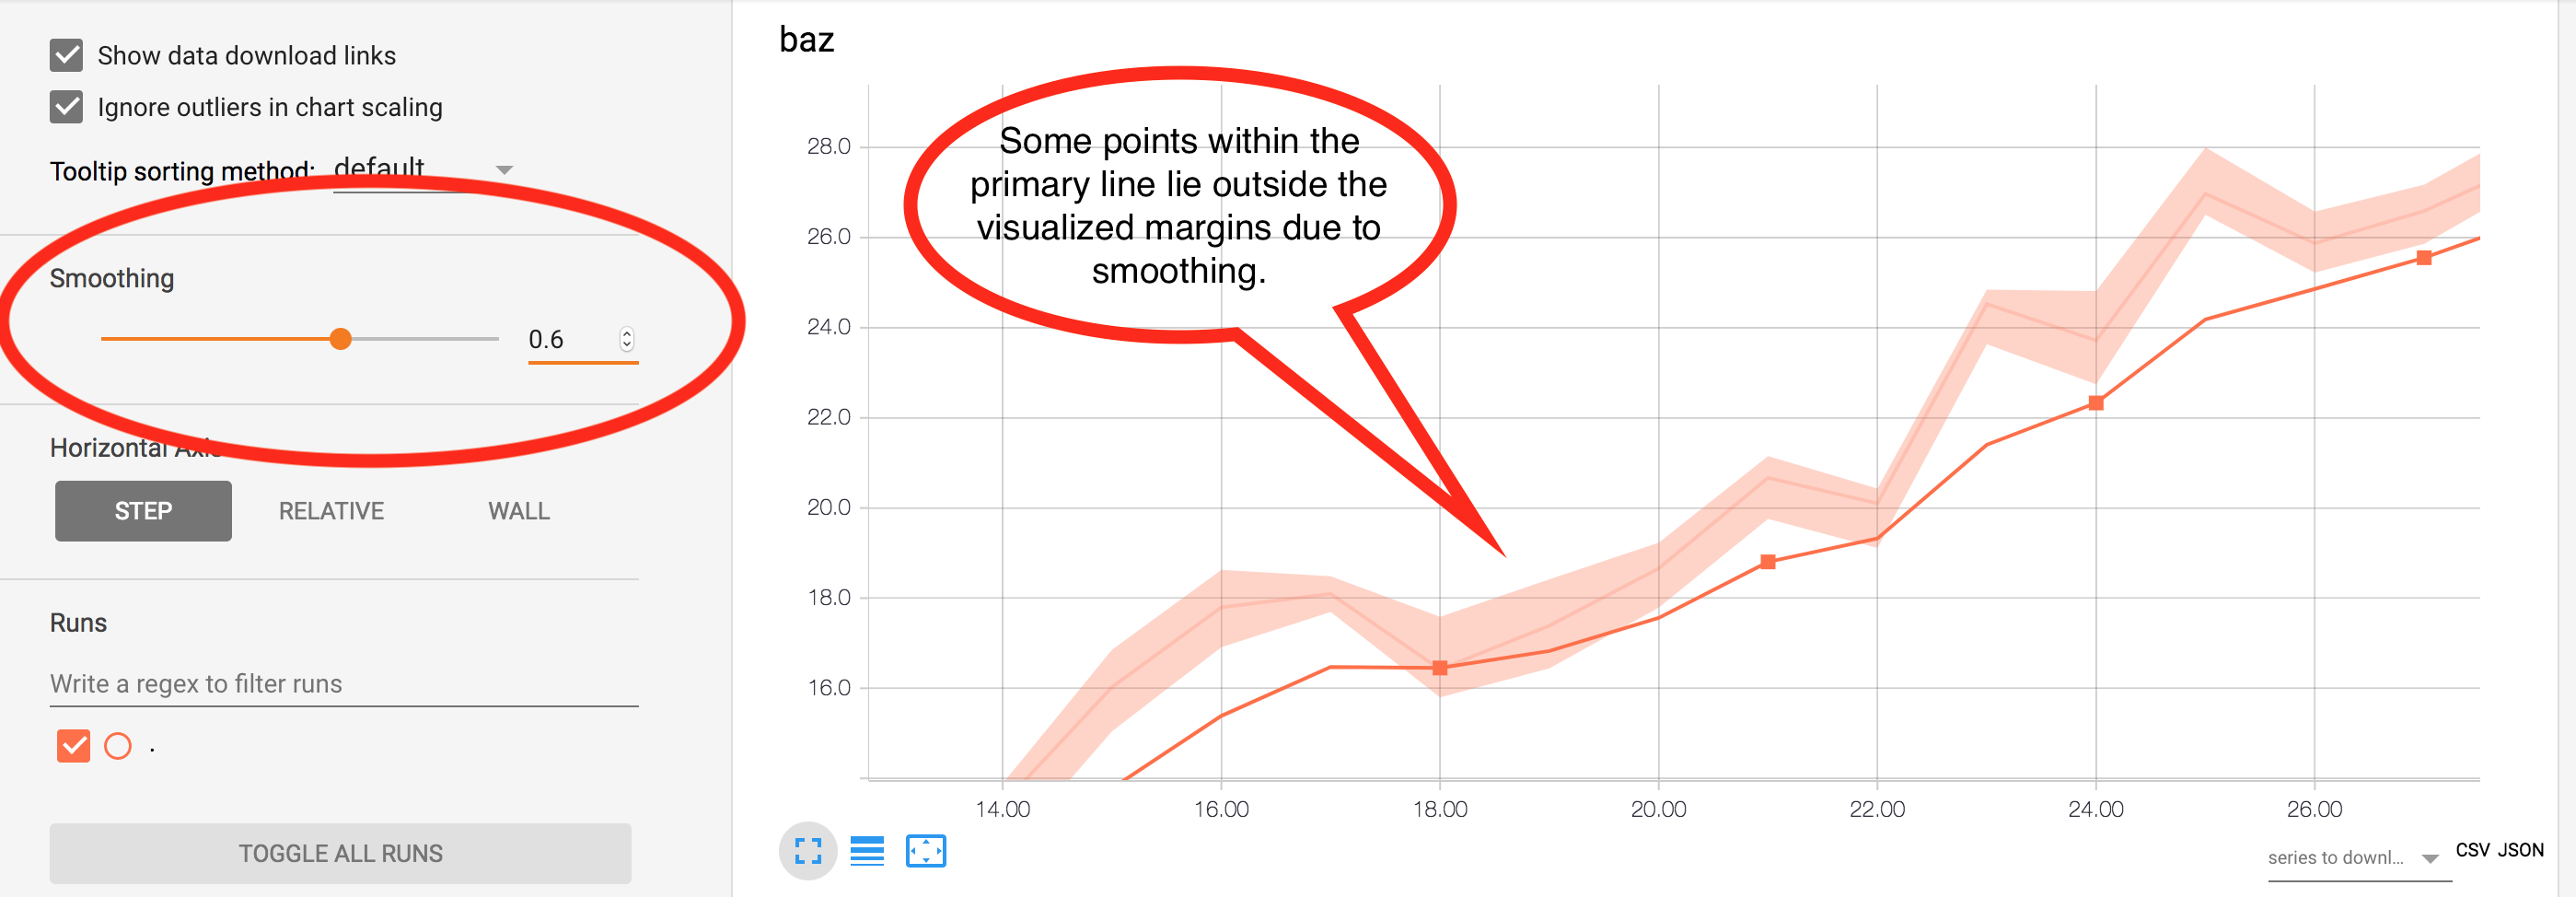 Show data download links
Ignore outliers in chart scaling
Tooltip sorting method: default
Smoothing
0.6
Horizontal Axis
STEP RELATIVE WALL
Runs
Write a regex to filter runs
.
TOGGLE ALL RUNS
baz
Some points within the
primary line lie outside the
visualized margins due to
smoothing.
28.0
26.0
24.0
22.0
20.0
18.0
16.0
14.00 16.00 18.00 20.00 22.00 24.00 26.00
series to downl... CSV JSON